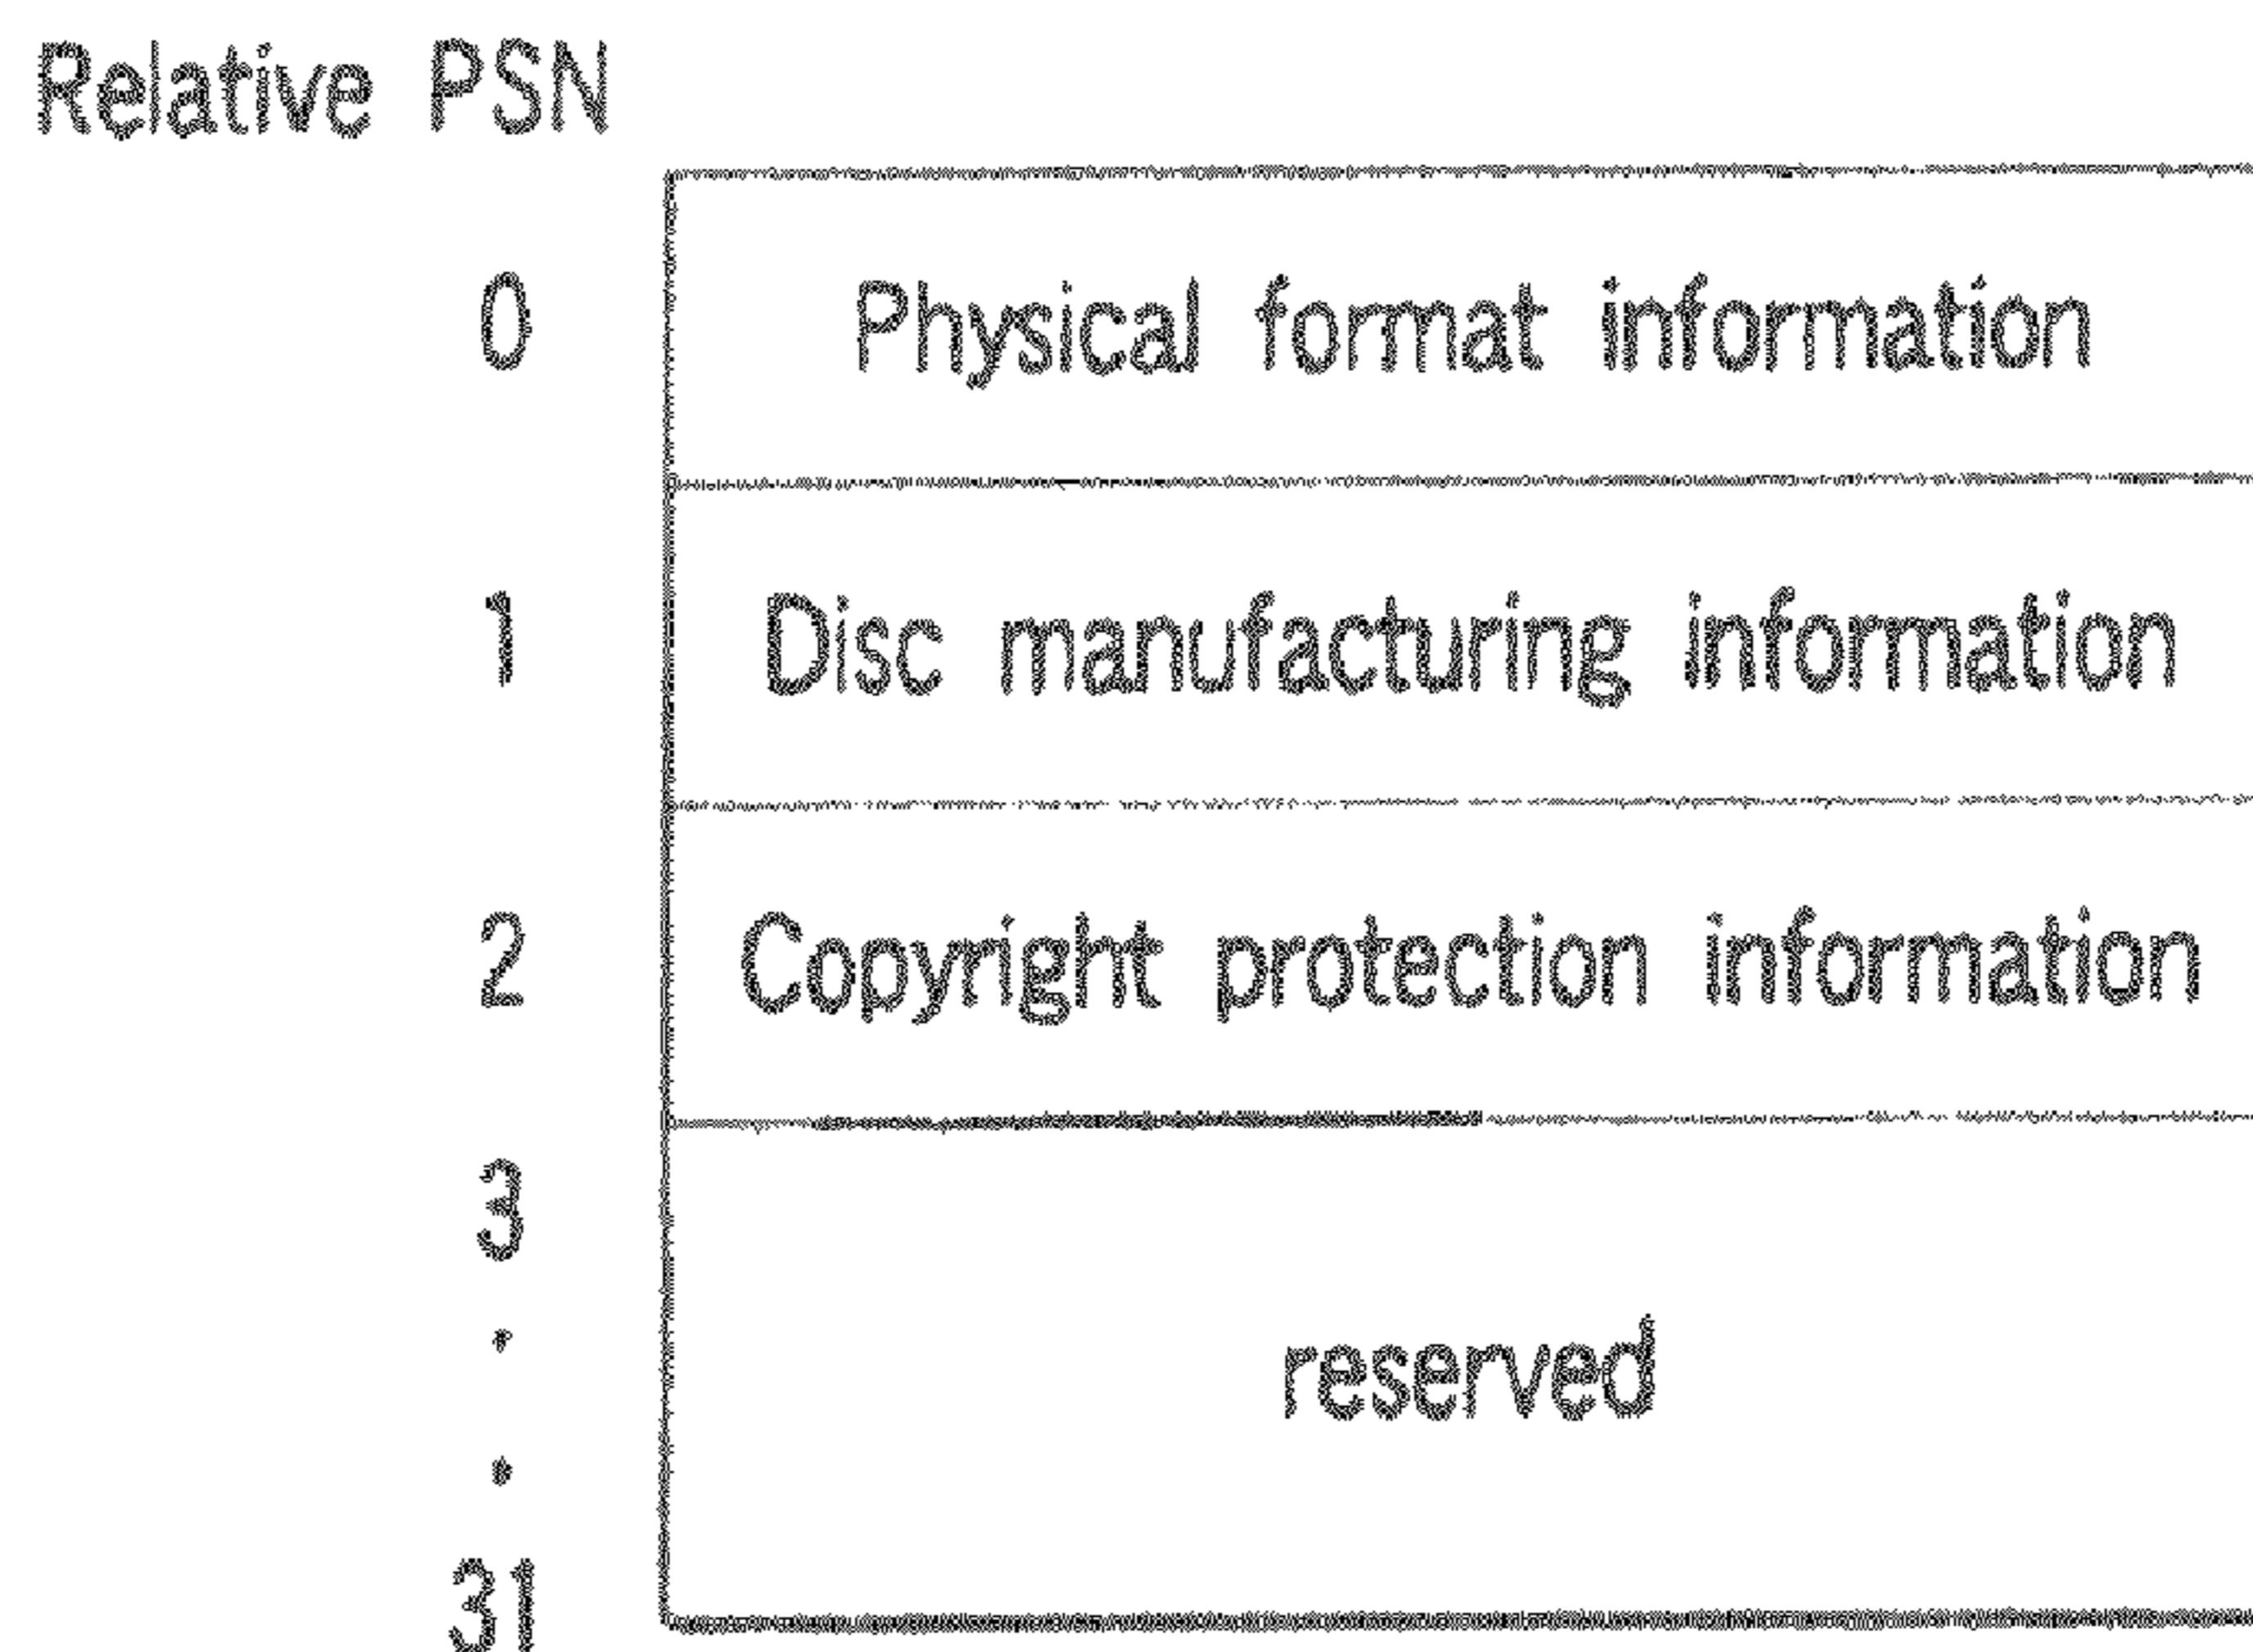 Relative PSN
0 Physical format information
1 Disc manufacturing information
2 Copyright protection information
3
reserved
31